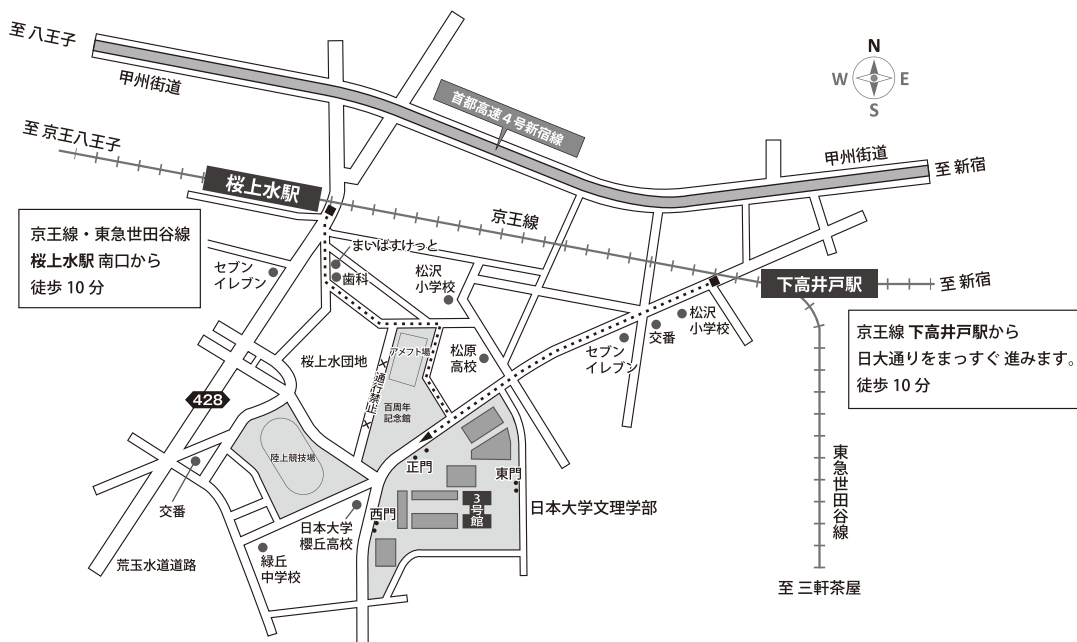 至 八王子
甲州街道
首都高速４号新宿線
N
W
E
S
至 京王八王子
桜上水駅
京王線
甲州街道
至 新宿
京王線・東急世田谷線
桜上水駅 南口から
徒歩 10 分
セブン
イレブン
まいばすけっと
歯科
松沢
小学校
下高井戸駅
至 新宿
松沢
小学校
交番
セブン
イレブン
京王線 下高井戸駅から
日大通りをまっすぐ 進みます。
徒歩 10 分
桜上水団地
アメフト場
松原
高校
通行禁止
百周年
記念館
428
陸上競技場
正門
東門
交番
日本大学
櫻丘高校
西門
3号館
日本大学文理学部
東急世田谷線
荒玉水道道路
緑丘
中学校
至 三軒茶屋